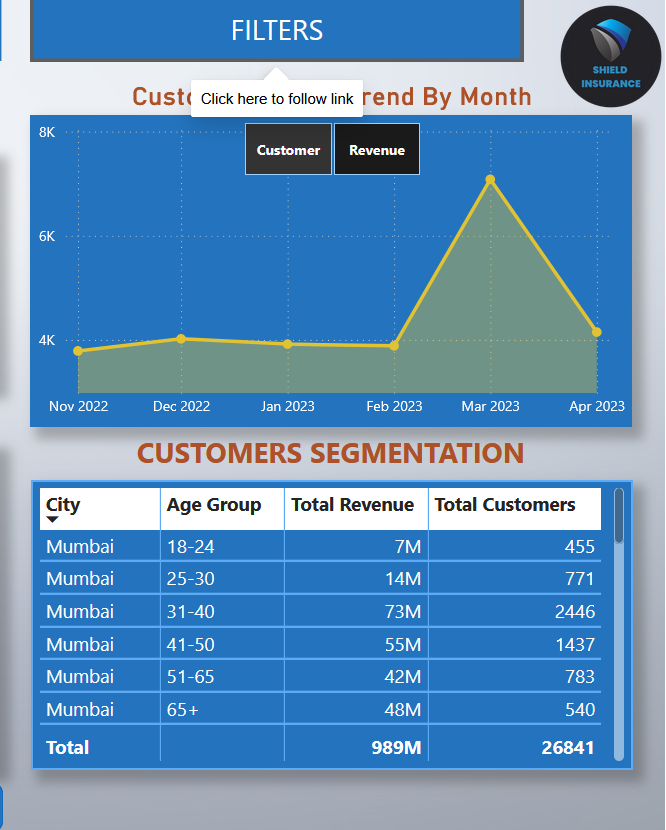 FILTERS
SHIELD
INSURANCE
Click here to follow link
Custo rend By Month
Customer Revenue
8K
6K
4K
Nov 2022 Dec 2022 Jan 2023 Feb 2023 Mar 2023 Apr 2023
CUSTOMERS SEGMENTATION
City Age Group Total Revenue Total Customers
Mumbai 18-24 7M 455
Mumbai 25-30 14M 771
Mumbai 31-40 73M 2446
Mumbai 41-50 55M 1437
Mumbai 51-65 42M 783
Mumbai 65+ 48M 540
Total 989M 26841